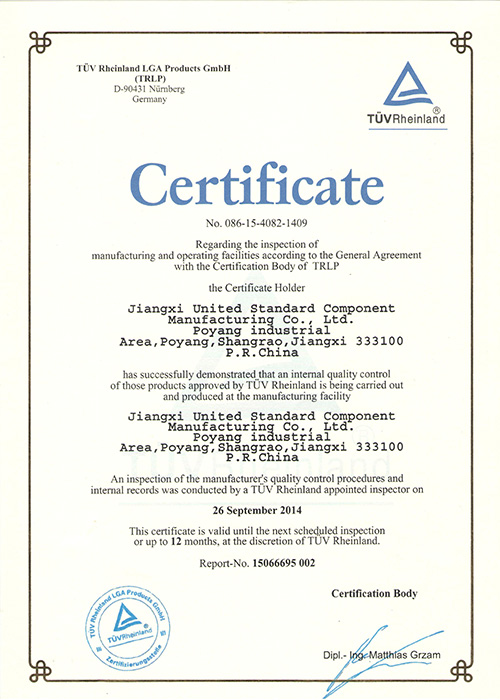 TÜV Rheinland LGA Products GmbH
(TRLP)
D-90431 Nürnberg
Germany
TÜVRheinland®
Certificate
No. 086-15-4082-1409
Regarding the inspection of
manufacturing and operating facilities according to the General Agreement
with the Certification Body of TRLP
the Certificate Holder
Jiangxi United Standard Component
Manufacturing Co., Ltd.
Poyang industrial
Area,Poyang,Shangrao,Jiangxi 333100
P.R.China
has successfully demonstrated that an internal quality control
of those products approved by TÜV Rheinland is being carried out
and produced at the manufacturing facility
Jiangxi United Standard Component
Manufacturing Co., Ltd.
Poyang industrial
Area,Poyang,Shangrao,Jiangxi 333100
P.R.China
TÜVRheinland
An inspection of the manufacturer's quality control procedures and
internal records was conducted by a TÜV Rheinland appointed inspector on
26 September 2014
This certificate is valid until the next scheduled inspection
or up to 12 months, at the discretion of TÜV Rheinland.
Report-No. 15066695 002
Certification Body
TÜV Rheinland LGA Products GmbH
TÜVRheinland
Zertifizierungsstelle
Dipl.- Ing. Matthias Grzam